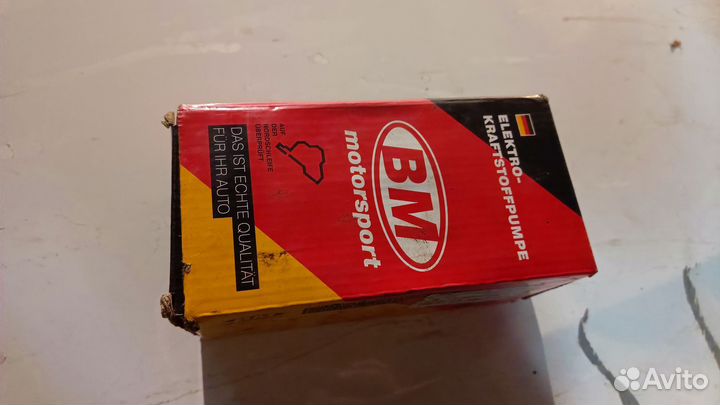 ELEKTRO-
KRAFTSTOFFPUMPE
BM
motorsport
AUF
DER
NORDSCHLEIFE
ÜBERPRÜFT
DAS IST ECHTE QUALITÄT
FÜR IHR AUTO
Avito